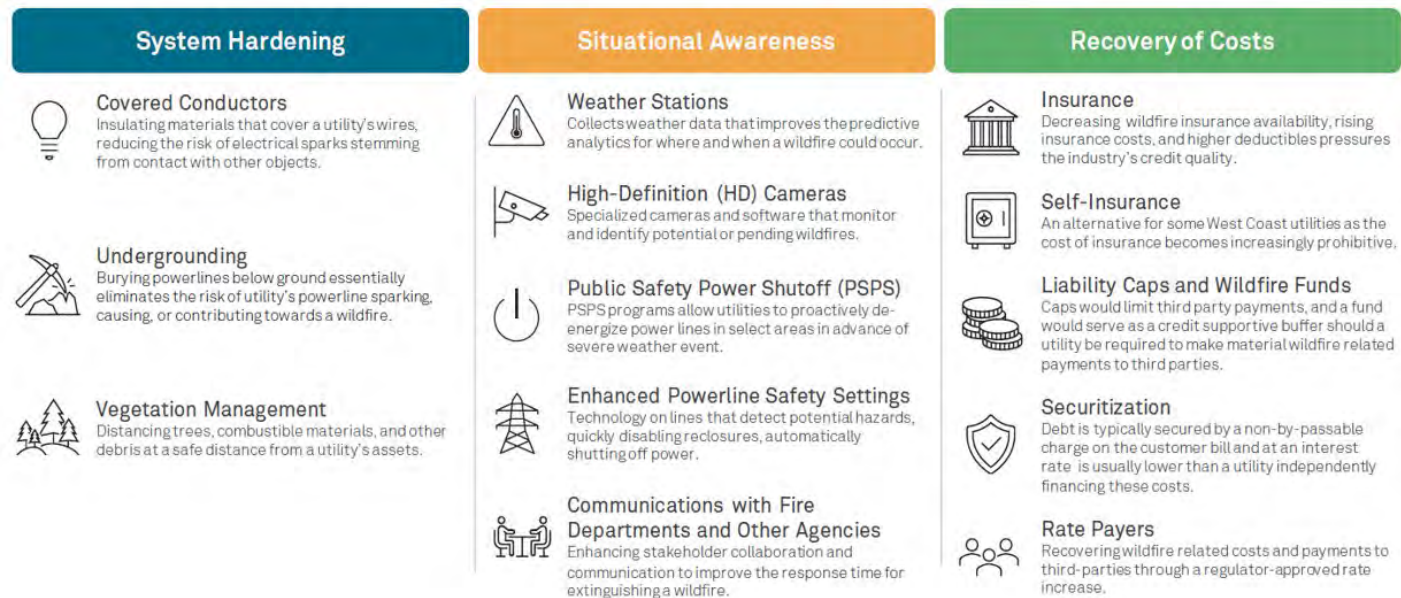 System Hardening
Covered Conductors
Insulating materials that cover a utility's wires,
reducing the risk of electrical sparks stemming
from contact with other objects.
Undergrounding
Burying powerlines below ground essentially
eliminates the risk of utility's powerline sparking,
causing, or contributing towards a wildfire.
Vegetation Management
Distancing trees, combustible materials, and other
debris at a safe distance from a utility's assets.
Situational Awareness
Weather Stations
Collects weather data that improves the predictive
analytics for where and when a wildfire could occur.
High-Definition (HD) Cameras
Specialized cameras and software that monitor
and identify potential or pending wildfires.
Public Safety Power Shutoff (PSPS)
PSPS programs allow utilities to proactively de-
energize power lines in select areas in advance of
severe weather event.
Enhanced Powerline Safety Settings
Technology on lines that detect potential hazards,
quickly disabling reclosures, automatically
shutting off power.
Communications with Fire
Departments and Other Agencies
Enhancing stakeholder collaboration and
communication to improve the response time for
extinguishing a wildfire.
Recovery of Costs
Insurance
Decreasing wildfire insurance availability, rising
insurance costs, and higher deductibles pressures
the industry's credit quality.
Self-Insurance
An alternative for some West Coast utilities as the
cost of insurance becomes increasingly prohibitive.
Liability Caps and Wildfire Funds
Caps would limit third party payments, and a fund
would serve as a credit supportive buffer should a
utility be required to make material wildfire related
payments to third parties.
Securitization
Debt is typically secured by a non-by-passable
charge on the customer bill and at an interest
rate is usually lower than a utility independently
financing these costs.
Rate Payers
Recovering wildfire related costs and payments to
third-parties through a regulator-approved rate
increase.